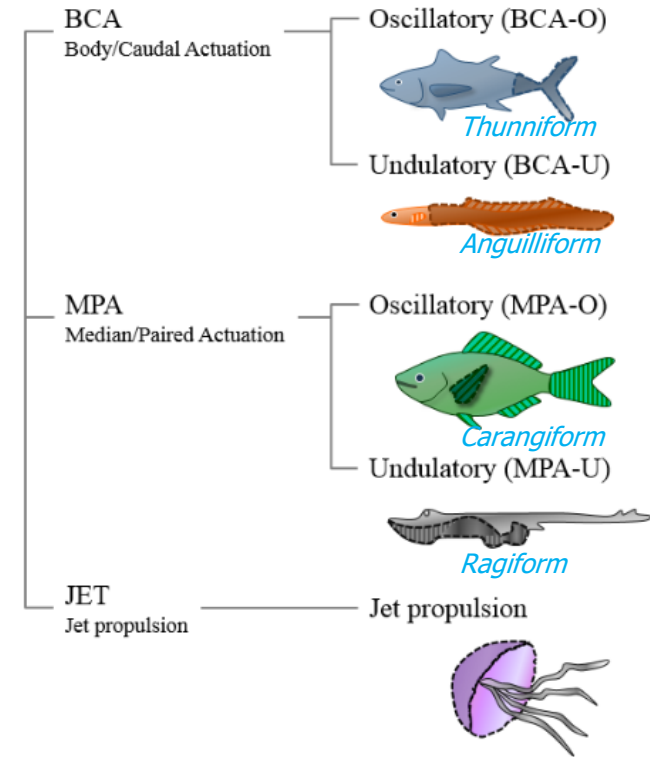 BCA
Body/Caudal Actuation
Oscillatory (BCA-O)
Thunniform
Undulatory (BCA-U)
Anguilliform
MPA
Median/Paired Actuation
Oscillatory (MPA-O)
Carangiform
Undulatory (MPA-U)
Ragiform
JET
Jet propulsion
Jet propulsion